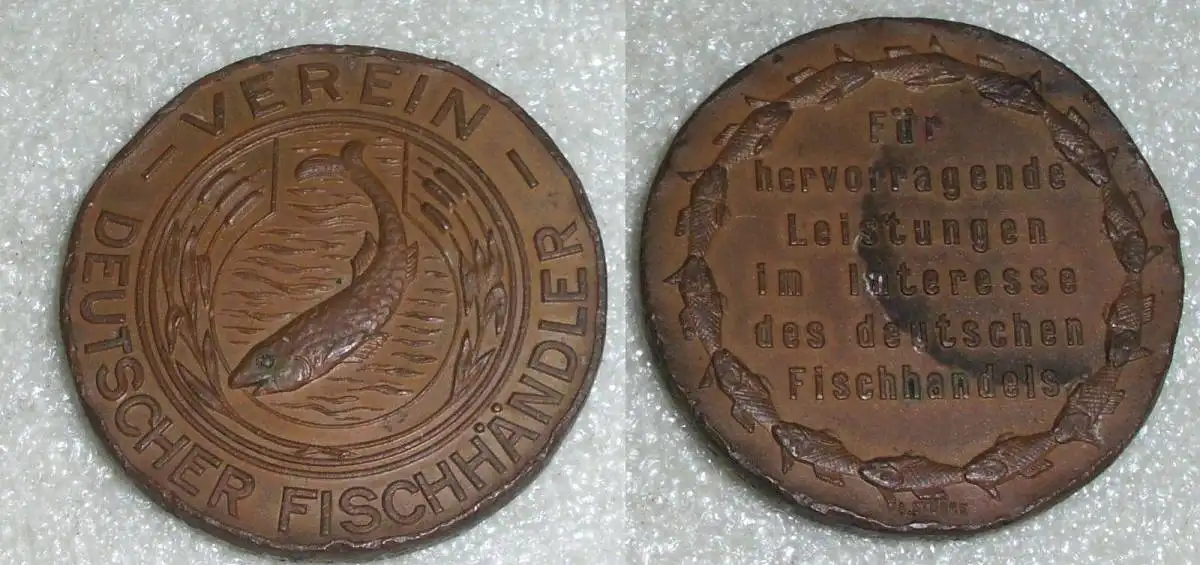 VEREIN
DEUTSCHER FISCHHÄNDLER
Für
hervorragende
Leistungen
im Interesse
des deutschen
Fischhandels